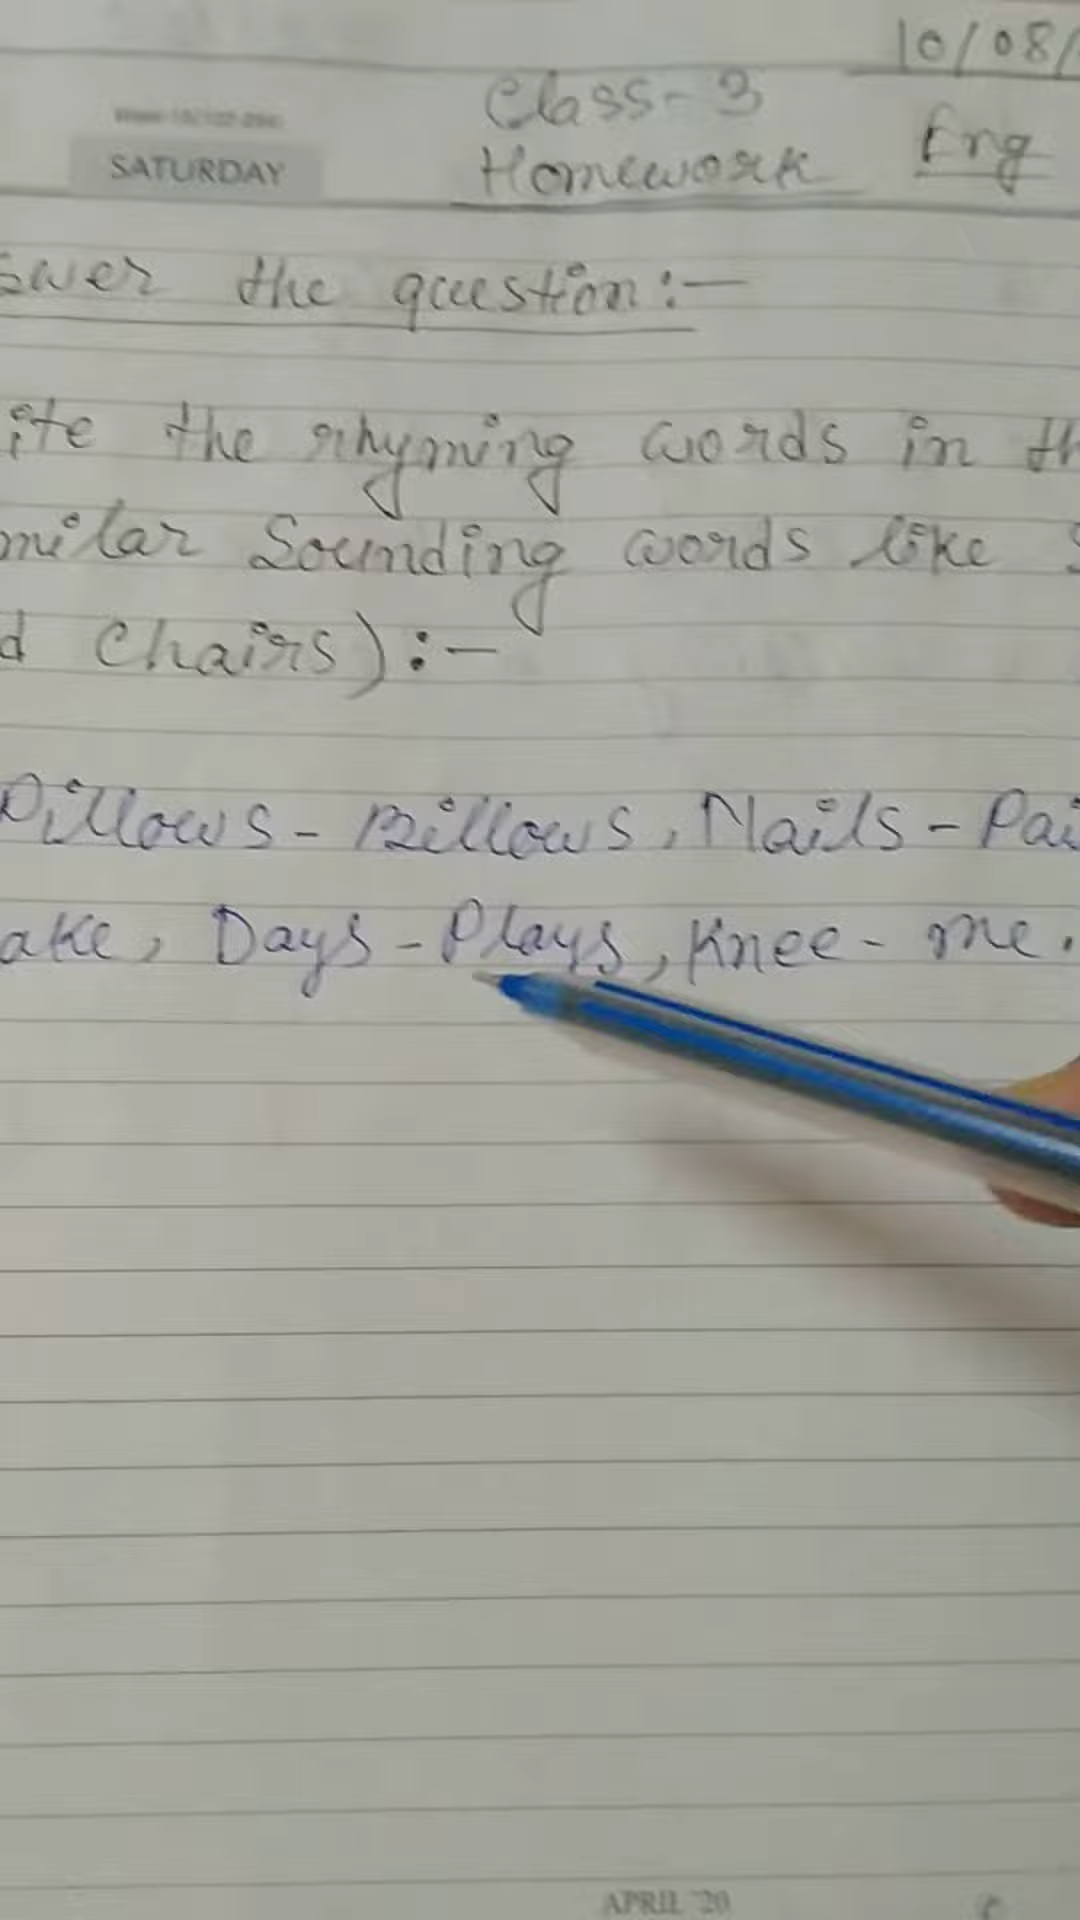 10/08/
Class-3
SATURDAY
Homework
Eng
swer the question:-
ite the rhyming words in th
milar Sounding words like S
d Chairs):-
Pillows - Billows, Nails - Pai
ake, Days - Plays, Knee - me.
APRIL '20